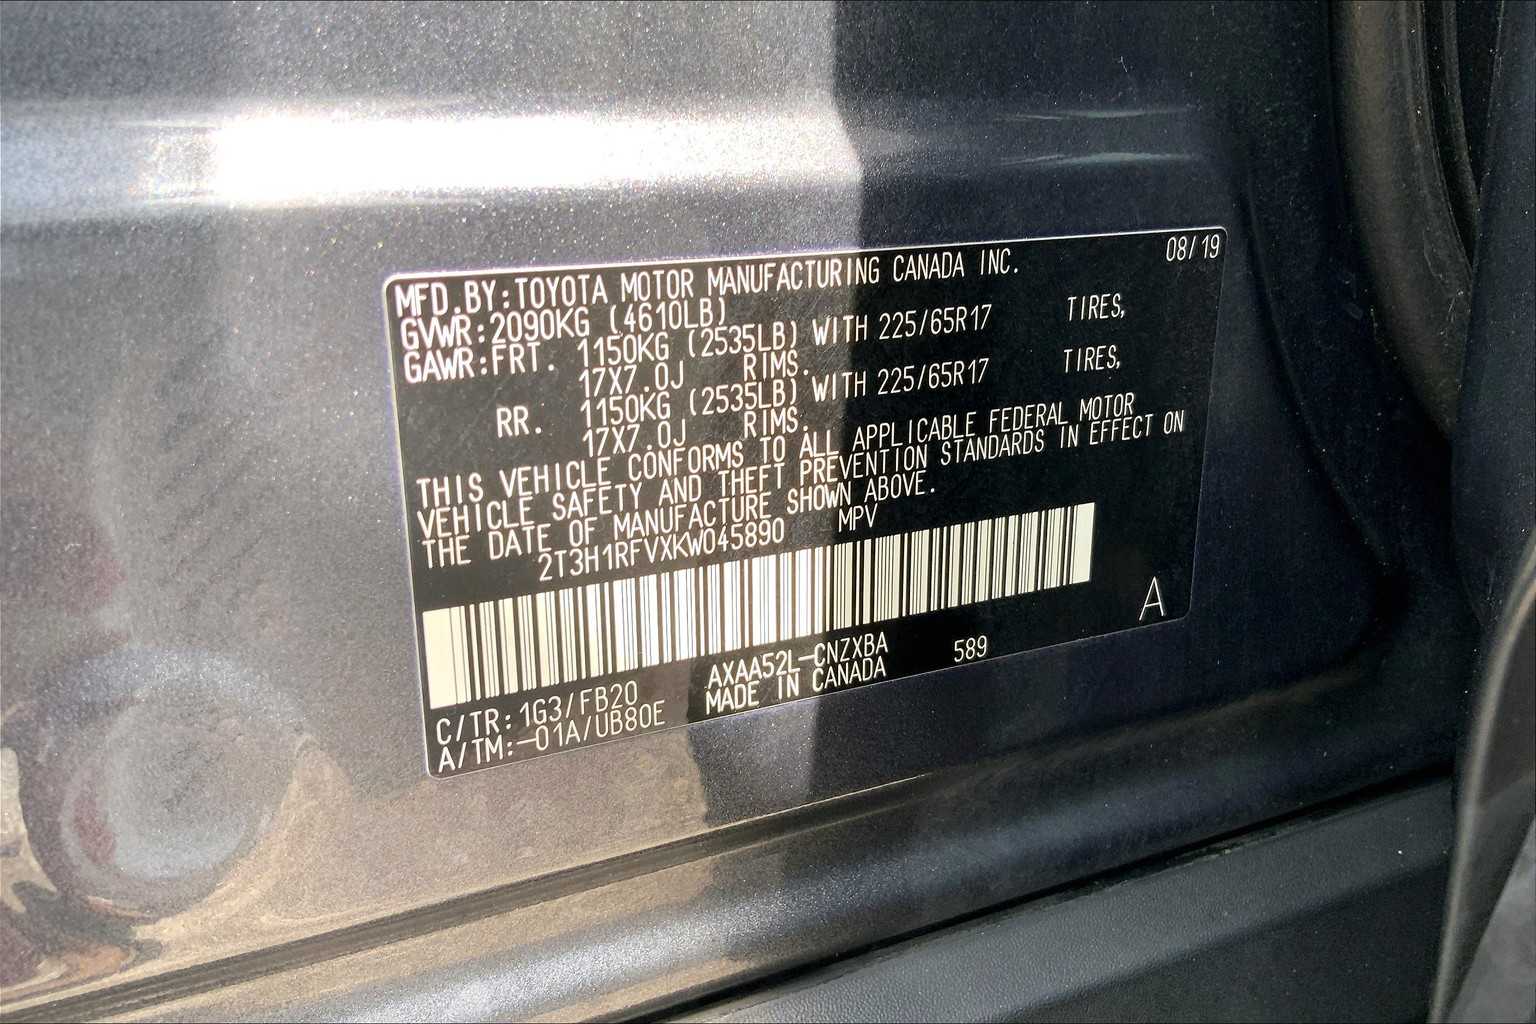 08/19
MFD.BY:TOYOTA MOTOR MANUFACTURING CANADA INC.
GVWR:2090KG (4610LB)
GAWR:FRT. 1150KG (2535LB) WITH 225/65R17 TIRES,
17X7.0J RIMS.
RR. 1150KG (2535LB) WITH 225/65R17 TIRES,
17X7.0J RIMS.
THIS VEHICLE CONFORMS TO ALL APPLICABLE FEDERAL MOTOR
VEHICLE SAFETY AND THEFT PREVENTION STANDARDS IN EFFECT ON
THE DATE OF MANUFACTURE SHOWN ABOVE.
2T3H1RFVXKW045890 MPV
A
C/TR:1G3/FB20 AXAA52L-CNZXBA 589
A/TM:-01A/UB80E MADE IN CANADA